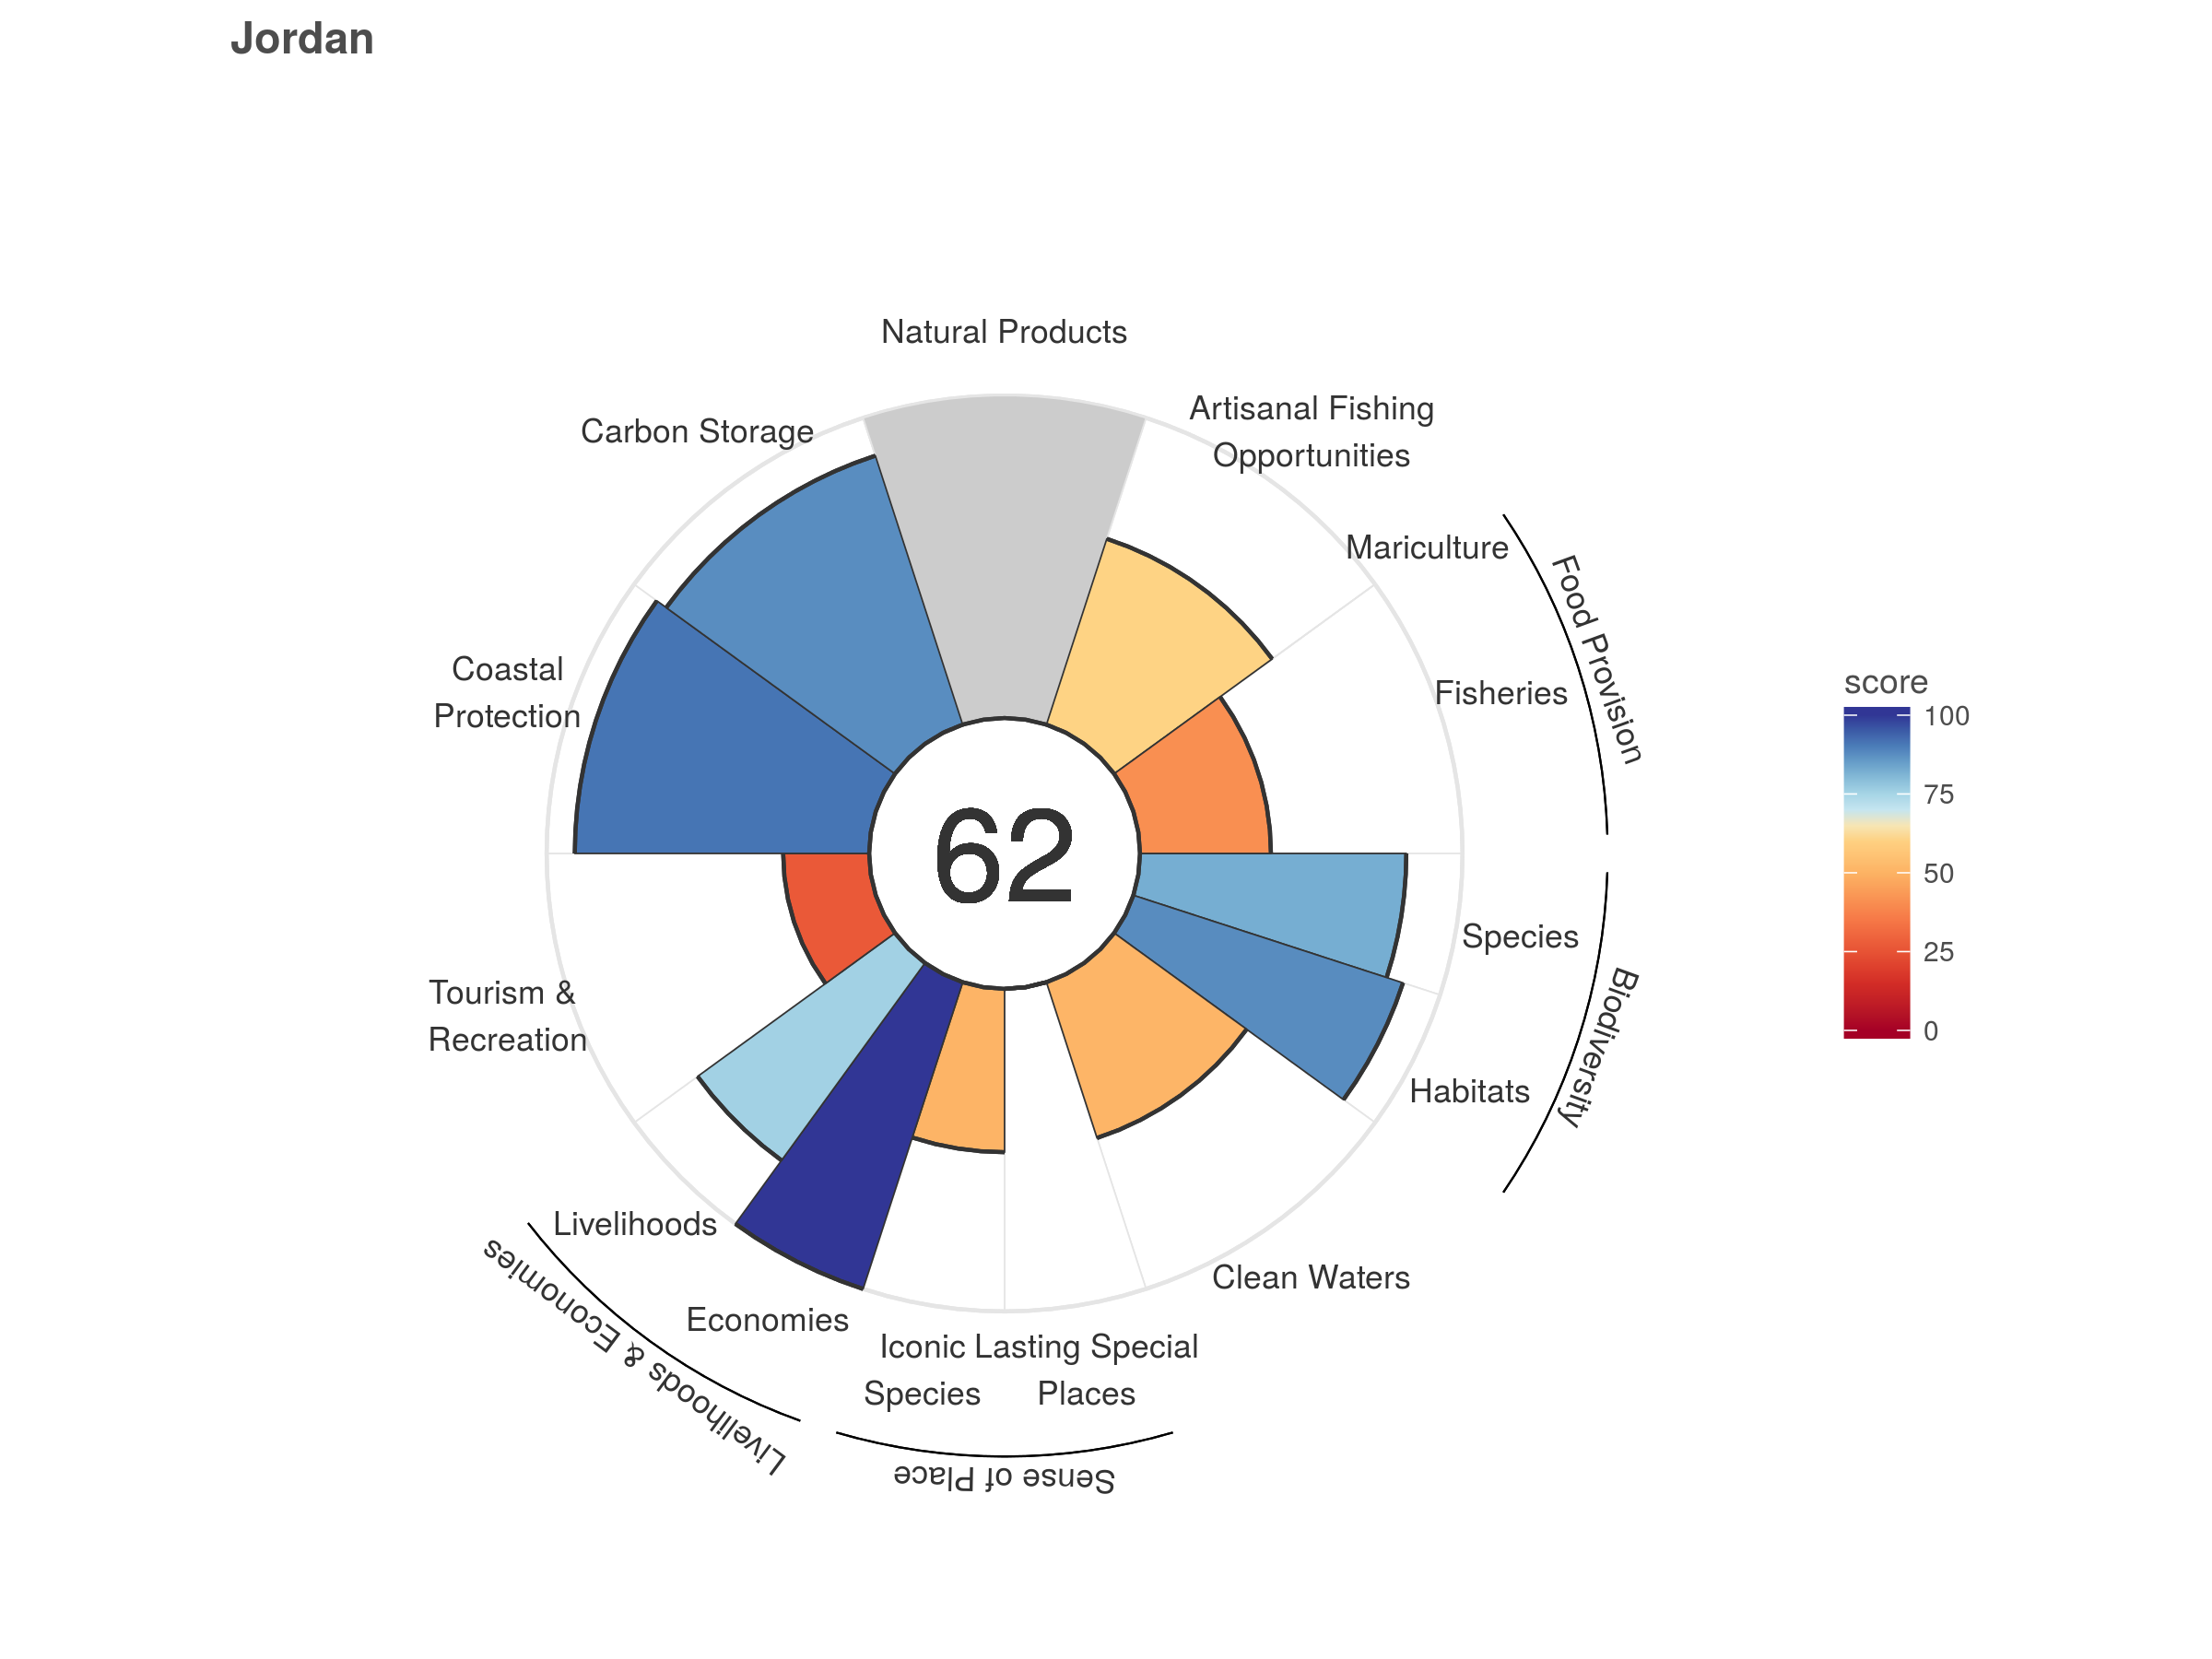 Jordan
Natural Products
Artisanal Fishing
Opportunities
Carbon Storage
Mariculture
Food Provision
Fisheries
Coastal
Protection
score
100
75
50
25
0
62
Species
Biodiversity
Habitats
Tourism &
Recreation
Livelihoods
Livelihoods & Economies
Economies
Clean Waters
Iconic
Species
Lasting Special
Places
Sense of Place